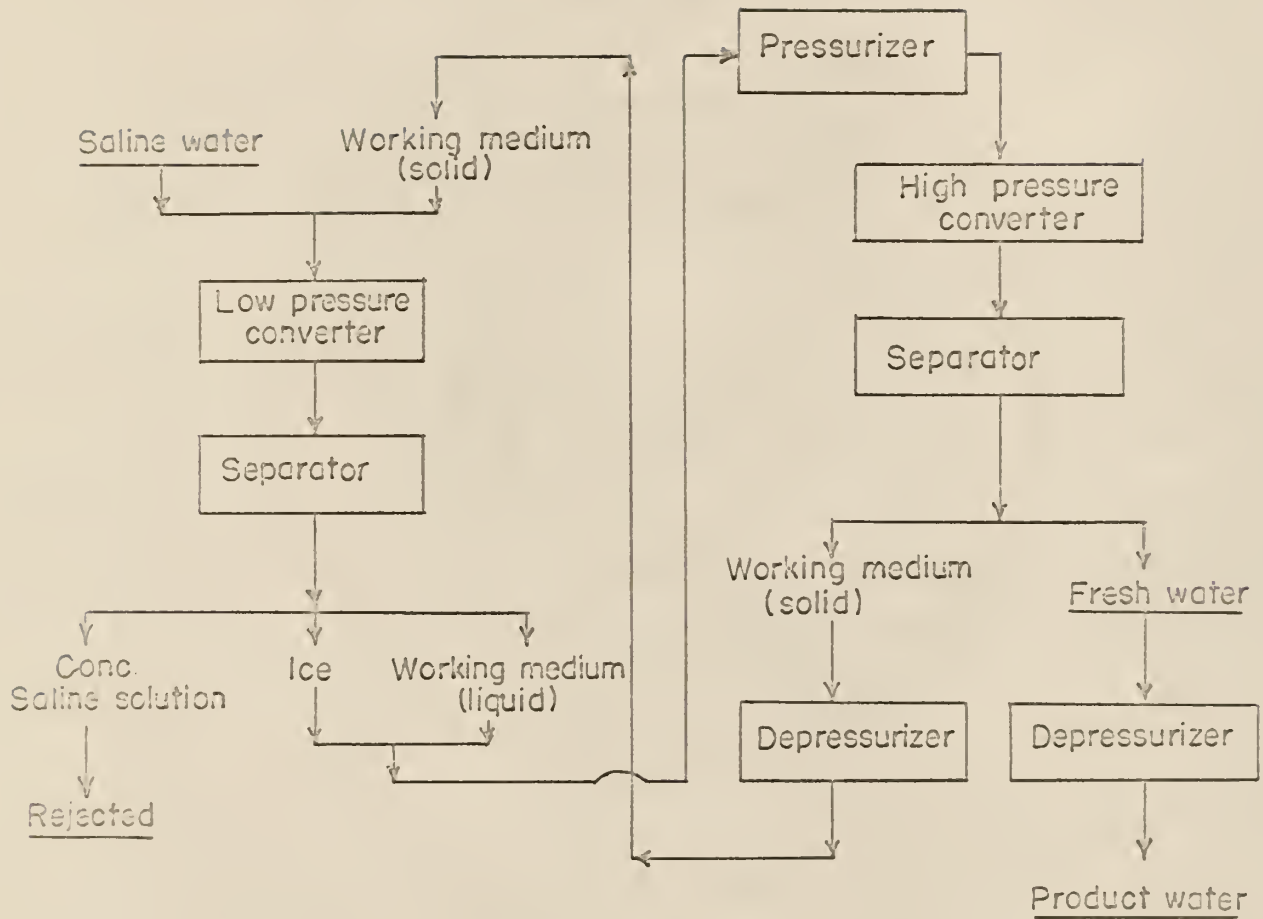 Pressurizer
Saline water
Working medium
(solid)
High pressure
converter
Low pressure
converter
Separator
Separator
Working medium
(solid)
Fresh water
Conc.
Saline solution
Ice
Working medium
(liquid)
Depressurizer
Depressurizer
Rejected
Product water